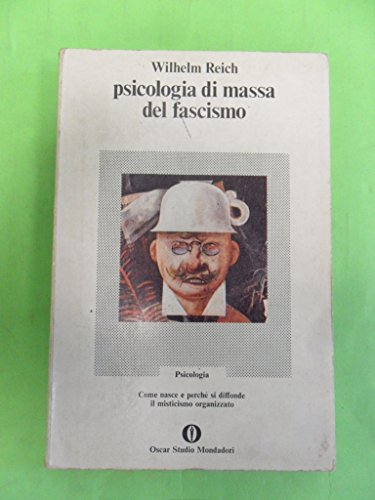 Wilhelm Reich
psicologia di massa
del fascismo
Psicologia
Come nasce e perché si diffonde
il misticismo organizzato
Oscar Studio Mondadori